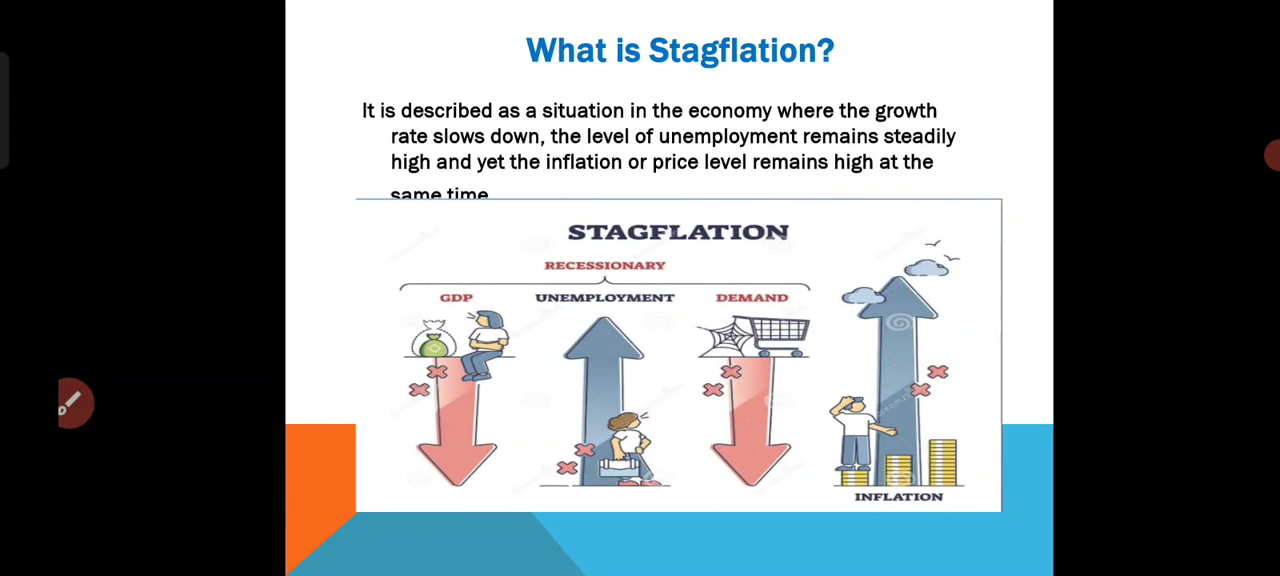 What is Stagflation?
It is described as a situation in the economy where the growth
rate slows down, the level of unemployment remains steadily
high and yet the inflation or price level remains high at the
same time
STAGFLATION
RECESSIONARY
GDP UNEMPLOYMENT DEMAND
INFLATION